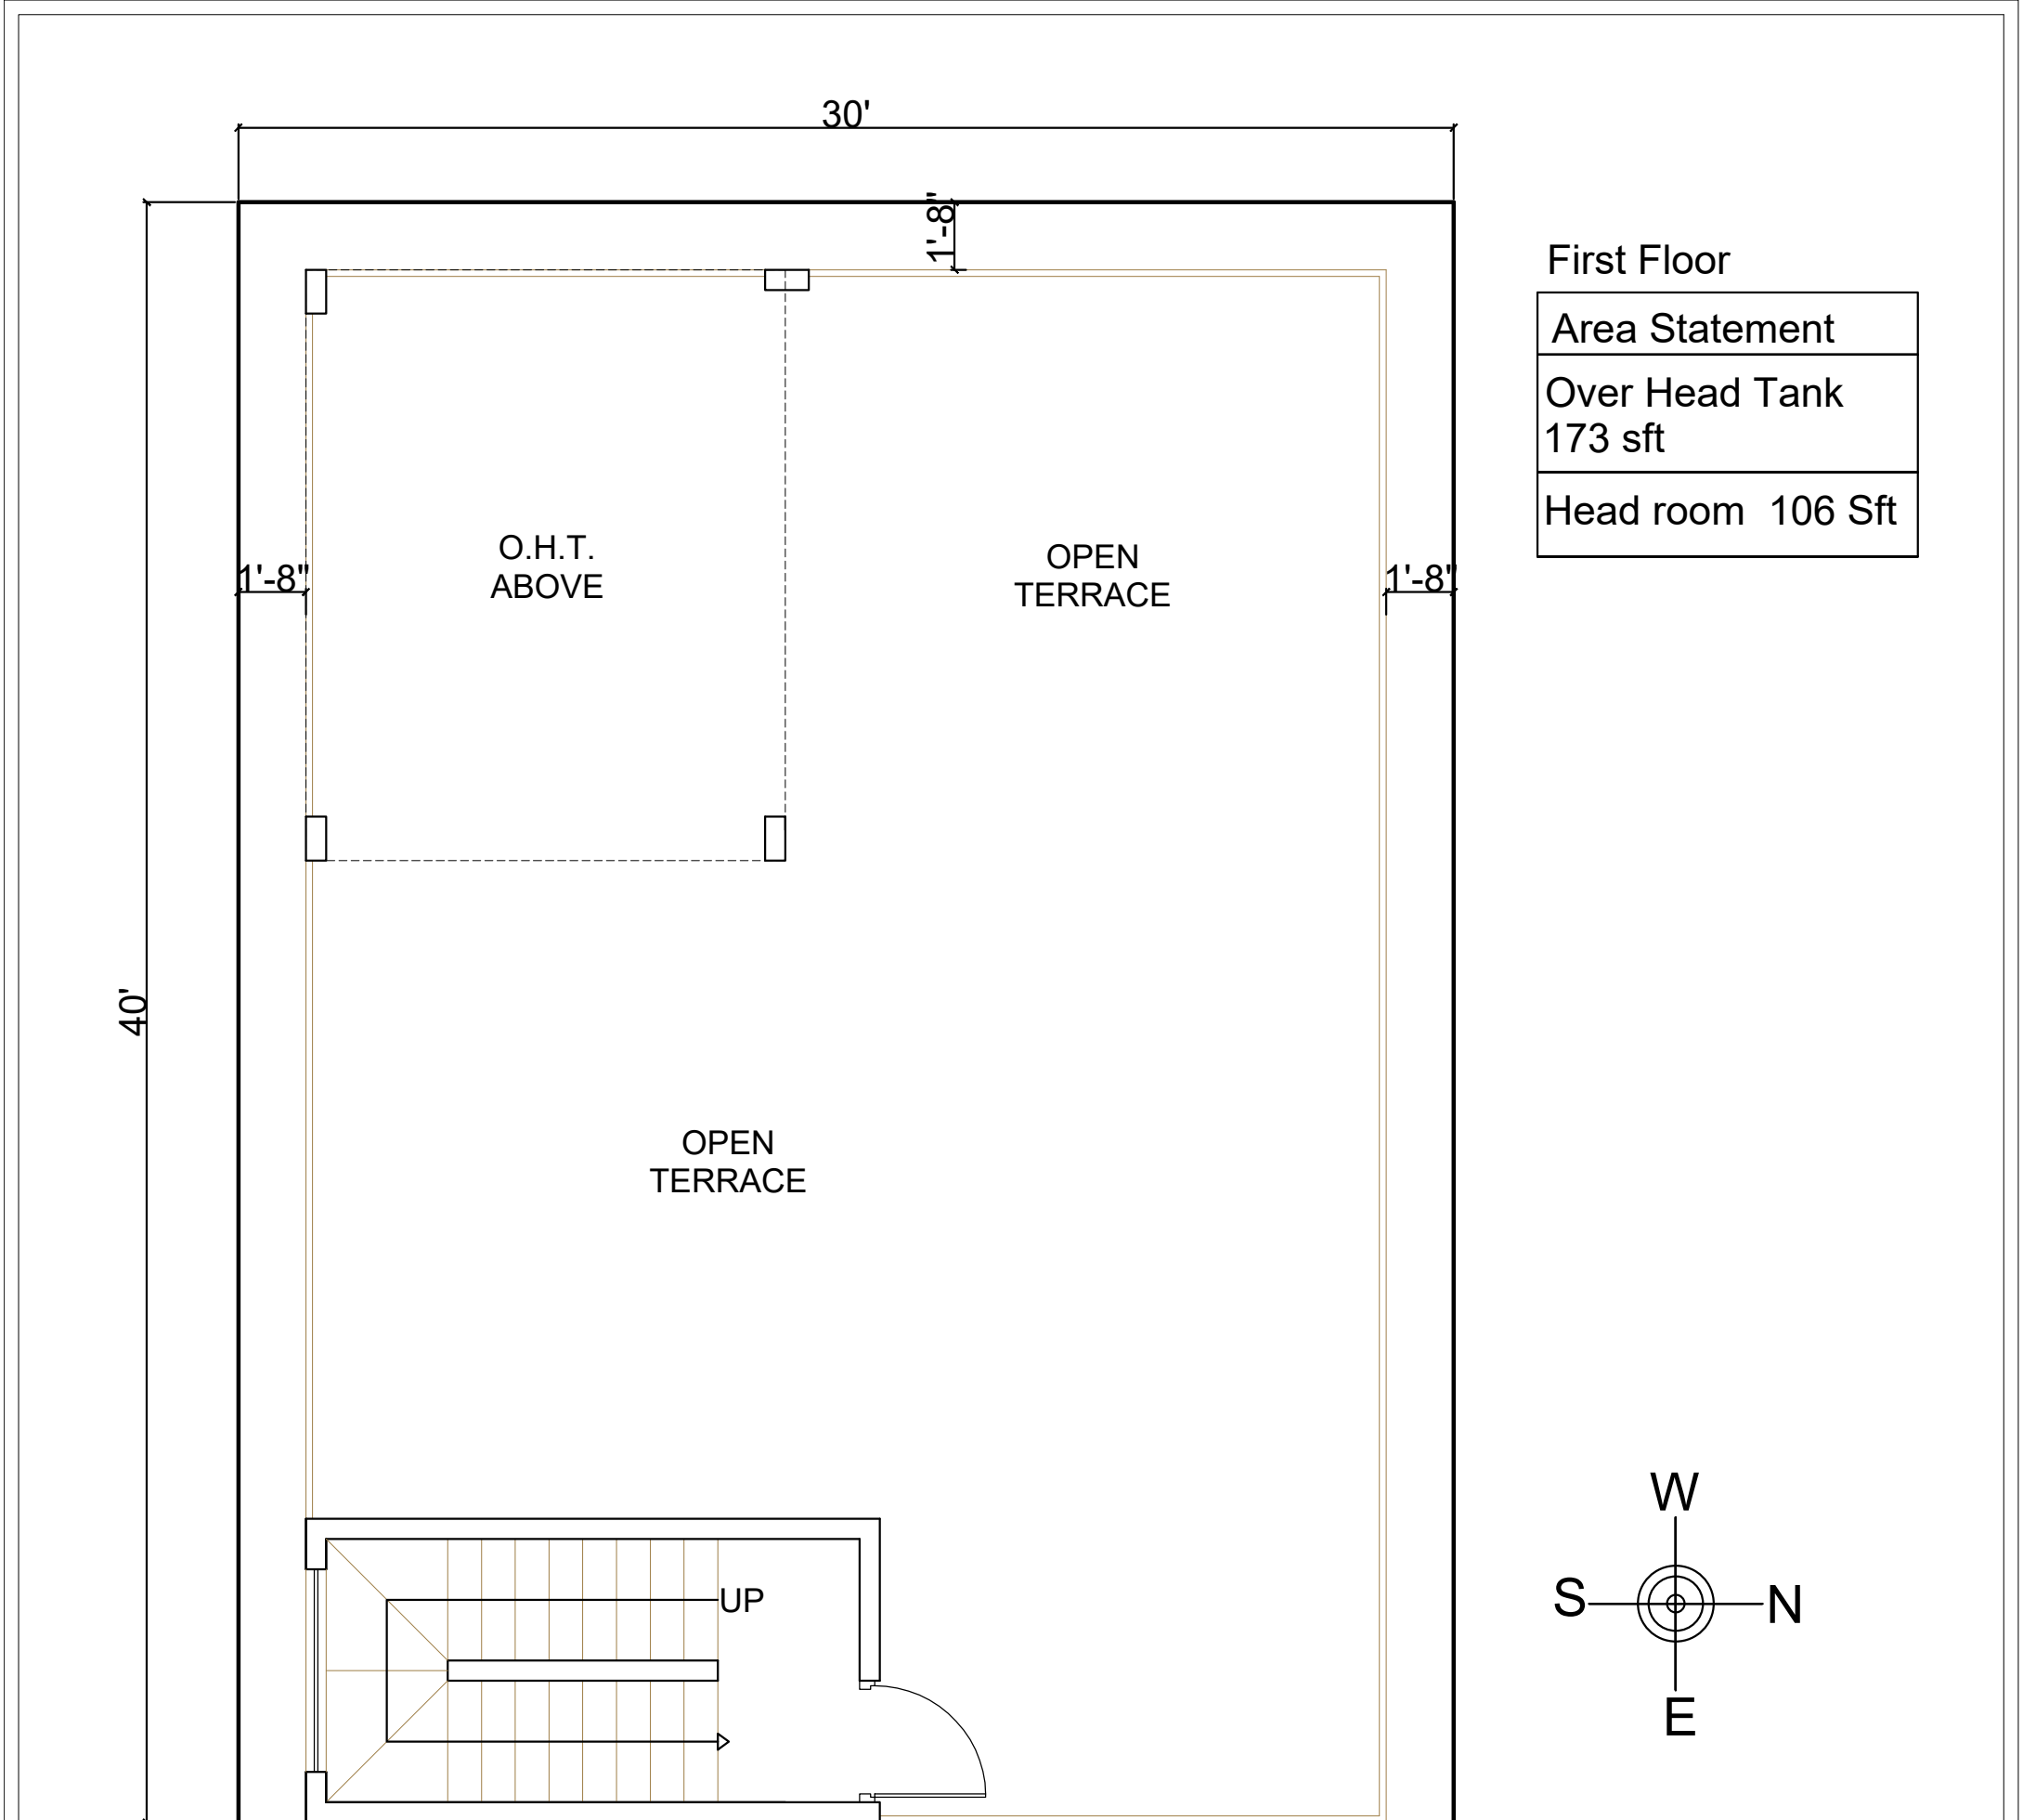 30'
1'-8"
First Floor
Area Statement
Over Head Tank
173 sft
Head room  106 Sft
O.H.T.
ABOVE
OPEN
TERRACE
1'-8"
1'-8"
40'
OPEN
TERRACE
UP
W
S
N
E